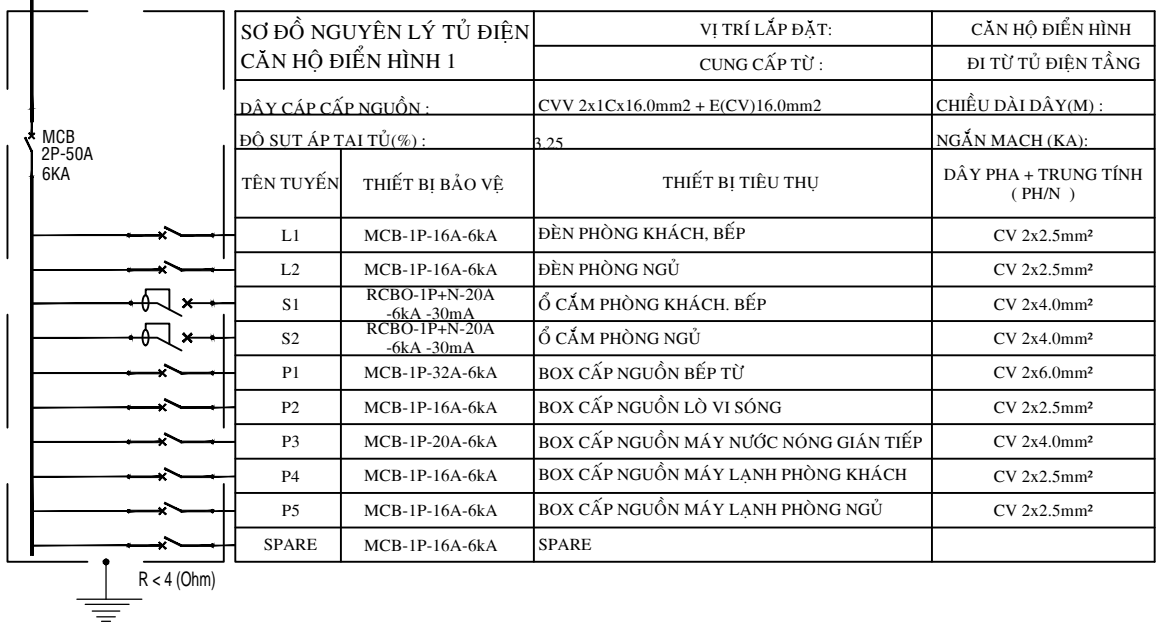 SƠ ĐỒ NGUYÊN LÝ TỦ ĐIỆN
CĂN HỘ ĐIỂN HÌNH 1
VỊ TRÍ LẮP ĐẶT:
CĂN HỘ ĐIỂN HÌNH
CUNG CẤP TỪ :
ĐI TỪ TỦ ĐIỆN TẦNG
DÂY CÁP CẤP NGUỒN :
CVV 2x1Cx16.0mm2 + E(CV)16.0mm2
CHIỀU DÀI DÂY(M) :
ĐỘ SỤT ÁP TẠI TỦ(%) :
3.25
NGẮN MẠCH (KA):
MCB
2P-50A
6KA
TÊN TUYẾN
THIẾT BỊ BẢO VỆ
THIẾT BỊ TIÊU THỤ
DÂY PHA + TRUNG TÍNH
( PH/N )
L1 MCB-1P-16A-6kA ĐÈN PHÒNG KHÁCH, BẾP CV 2x2.5mm²
L2 MCB-1P-16A-6kA ĐÈN PHÒNG NGỦ CV 2x2.5mm²
S1 RCBO-1P+N-20A
-6kA -30mA
Ổ CẮM PHÒNG KHÁCH. BẾP CV 2x4.0mm²
S2 RCBO-1P+N-20A
-6kA -30mA
Ổ CẮM PHÒNG NGỦ CV 2x4.0mm²
P1 MCB-1P-32A-6kA BOX CẤP NGUỒN BẾP TỪ CV 2x6.0mm²
P2 MCB-1P-16A-6kA BOX CẤP NGUỒN LÒ VI SÓNG CV 2x2.5mm²
P3 MCB-1P-20A-6kA BOX CẤP NGUỒN MÁY NƯỚC NÓNG GIÁN TIẾP CV 2x4.0mm²
P4 MCB-1P-16A-6kA BOX CẤP NGUỒN MÁY LẠNH PHÒNG KHÁCH CV 2x2.5mm²
P5 MCB-1P-16A-6kA BOX CẤP NGUỒN MÁY LẠNH PHÒNG NGỦ CV 2x2.5mm²
SPARE MCB-1P-16A-6kA SPARE
R < 4 (Ohm)